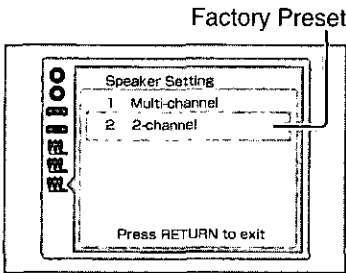 Factory Preset
Speaker Setting
1 Multi-channel
2 2-channel
Press RETURN to exit